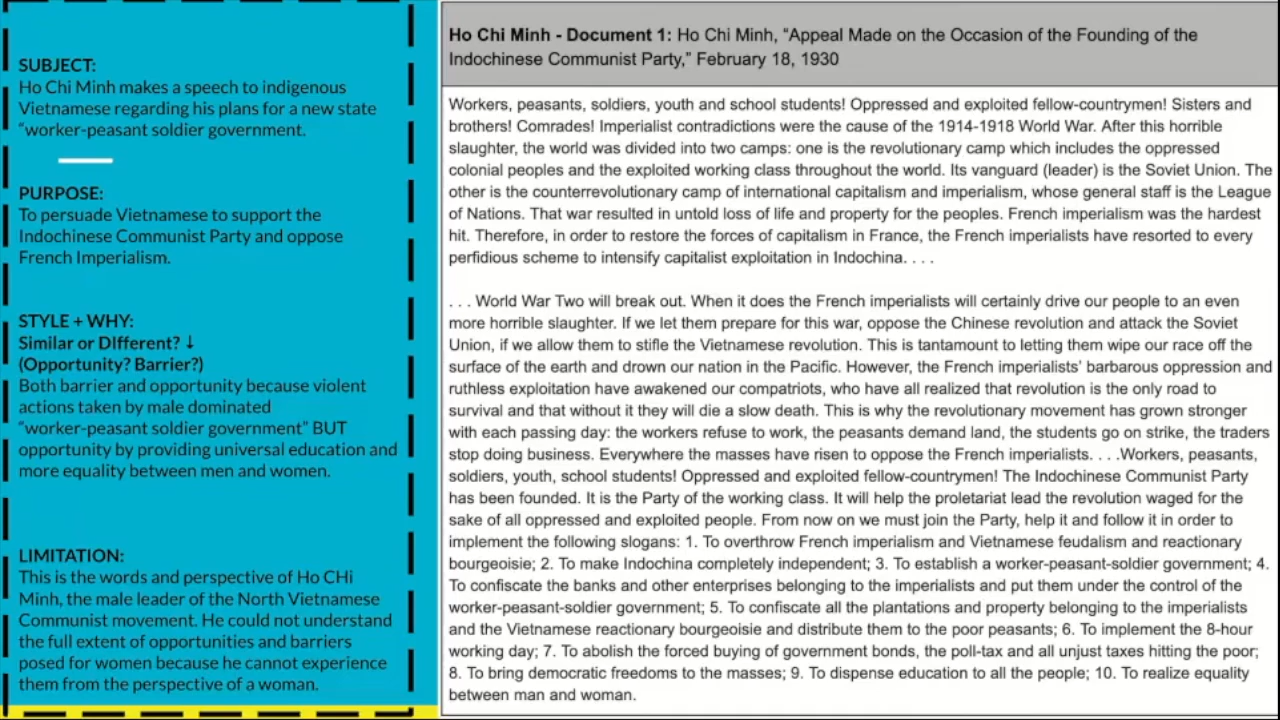 SUBJECT:
Ho Chi Minh makes a speech to indigenous
Vietnamese regarding his plans for a new state
“worker-peasant soldier government.
PURPOSE:
To persuade Vietnamese to support the
Indochinese Communist Party and oppose
French Imperialism.
STYLE + WHY:
Similar or DIfferent? ↓
(Opportunity? Barrier?)
Both barrier and opportunity because violent
actions taken by male dominated
“worker-peasant soldier government” BUT
opportunity by providing universal education and
more equality between men and women.
LIMITATION:
This is the words and perspective of Ho CHi
Minh, the male leader of the North Vietnamese
Communist movement. He could not understand
the full extent of opportunities and barriers
posed for women because he cannot experience
them from the perspective of a woman.
Ho Chi Minh - Document 1: Ho Chi Minh, “Appeal Made on the Occasion of the Founding of the
Indochinese Communist Party,” February 18, 1930
Workers, peasants, soldiers, youth and school students! Oppressed and exploited fellow-countrymen! Sisters and
brothers! Comrades! Imperialist contradictions were the cause of the 1914-1918 World War. After this horrible
slaughter, the world was divided into two camps: one is the revolutionary camp which includes the oppressed
colonial peoples and the exploited working class throughout the world. Its vanguard (leader) is the Soviet Union. The
other is the counterrevolutionary camp of international capitalism and imperialism, whose general staff is the League
of Nations. That war resulted in untold loss of life and property for the peoples. French imperialism was the hardest
hit. Therefore, in order to restore the forces of capitalism in France, the French imperialists have resorted to every
perfidious scheme to intensify capitalist exploitation in Indochina. . . .
. . . World War Two will break out. When it does the French imperialists will certainly drive our people to an even
more horrible slaughter. If we let them prepare for this war, oppose the Chinese revolution and attack the Soviet
Union, if we allow them to stifle the Vietnamese revolution. This is tantamount to letting them wipe our race off the
surface of the earth and drown our nation in the Pacific. However, the French imperialists’ barbarous oppression and
ruthless exploitation have awakened our compatriots, who have all realized that revolution is the only road to
survival and that without it they will die a slow death. This is why the revolutionary movement has grown stronger
with each passing day: the workers refuse to work, the peasants demand land, the students go on strike, the traders
stop doing business. Everywhere the masses have risen to oppose the French imperialists. . . .Workers, peasants,
soldiers, youth, school students! Oppressed and exploited fellow-countrymen! The Indochinese Communist Party
has been founded. It is the Party of the working class. It will help the proletariat lead the revolution waged for the
sake of all oppressed and exploited people. From now on we must join the Party, help it and follow it in order to
implement the following slogans: 1. To overthrow French imperialism and Vietnamese feudalism and reactionary
bourgeoisie; 2. To make Indochina completely independent; 3. To establish a worker-peasant-soldier government; 4.
To confiscate the banks and other enterprises belonging to the imperialists and put them under the control of the
worker-peasant-soldier government; 5. To confiscate all the plantations and property belonging to the imperialists
and the Vietnamese reactionary bourgeoisie and distribute them to the poor peasants; 6. To implement the 8-hour
working day; 7. To abolish the forced buying of government bonds, the poll-tax and all unjust taxes hitting the poor;
8. To bring democratic freedoms to the masses; 9. To dispense education to all the people; 10. To realize equality
between man and woman.